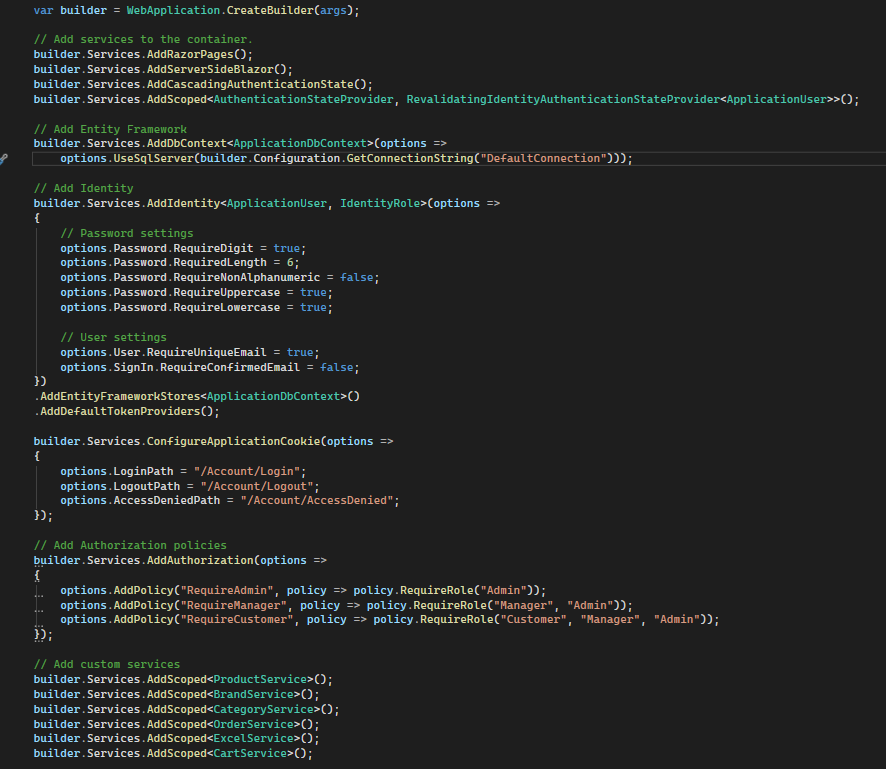 var builder = WebApplication.CreateBuilder(args);
// Add services to the container.
builder.Services.AddRazorPages();
builder.Services.AddServerSideBlazor();
builder.Services.AddCascadingAuthenticationState();
builder.Services.AddScoped<AuthenticationStateProvider, RevalidatingIdentityAuthenticationStateProvider<ApplicationUser>>();
// Add Entity Framework
builder.Services.AddDbContext<ApplicationDbContext>(options =>
options.UseSqlServer(builder.Configuration.GetConnectionString("DefaultConnection")));
// Add Identity
builder.Services.AddIdentity<ApplicationUser, IdentityRole>(options =>
{
// Password settings
options.Password.RequireDigit = true;
options.Password.RequiredLength = 6;
options.Password.RequireNonAlphanumeric = false;
options.Password.RequireUppercase = true;
options.Password.RequireLowercase = true;
// User settings
options.User.RequireUniqueEmail = true;
options.SignIn.RequireConfirmedEmail = false;
})
.AddEntityFrameworkStores<ApplicationDbContext>()
.AddDefaultTokenProviders();
builder.Services.ConfigureApplicationCookie(options =>
{
options.LoginPath = "/Account/Login";
options.LogoutPath = "/Account/Logout";
options.AccessDeniedPath = "/Account/AccessDenied";
});
// Add Authorization policies
builder.Services.AddAuthorization(options =>
{
options.AddPolicy("RequireAdmin", policy => policy.RequireRole("Admin"));
options.AddPolicy("RequireManager", policy => policy.RequireRole("Manager", "Admin"));
options.AddPolicy("RequireCustomer", policy => policy.RequireRole("Customer", "Manager", "Admin"));
});
// Add custom services
builder.Services.AddScoped<ProductService>();
builder.Services.AddScoped<BrandService>();
builder.Services.AddScoped<CategoryService>();
builder.Services.AddScoped<OrderService>();
builder.Services.AddScoped<ExcelService>();
builder.Services.AddScoped<CartService>();